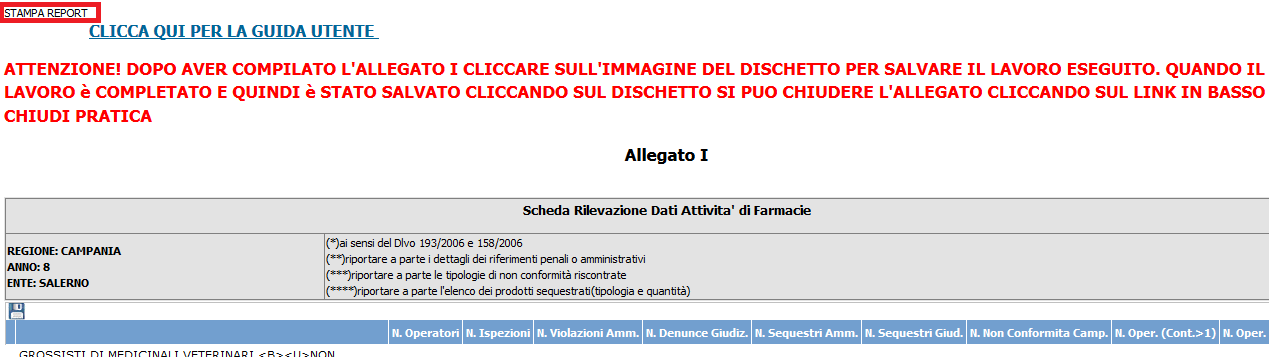 STAMPA REPORT
CLICCA QUI PER LA GUIDA UTENTE
ATTENZIONE! DOPO AVER COMPILATO L'ALLEGATO I CLICCARE SULL'IMMAGINE DEL DISCHETTO PER SALVARE IL LAVORO ESEGUITO. QUANDO IL
LAVORO è COMPLETATO E QUINDI è STATO SALVATO CLICCANDO SUL DISCHETTO SI PUO CHIUDERE L'ALLEGATO CLICCANDO SUL LINK IN BASSO
CHIUDI PRATICA
Allegato I
Scheda Rilevazione Dati Attivita' di Farmacie
REGIONE: CAMPANIA
ANNO: 8
ENTE: SALERNO
(*)ai sensi del Dlvo 193/2006 e 158/2006
(**)riportare a parte i dettagli dei riferimenti penali o amministrativi
(***)riportare a parte le tipologie di non conformità riscontrate
(****)riportare a parte l'elenco dei prodotti sequestrati(tipologia e quantità)
N. Operatori N. Ispezioni N. Violazioni Amm. N. Denunce Giudiz. N. Sequestri Amm. N. Sequestri Giud. N. Non Conformita Camp. N. Oper. (Cont.>1) N. Oper.
GROSSISTI DI MEDICINALI VETERINARI <B><U>NON